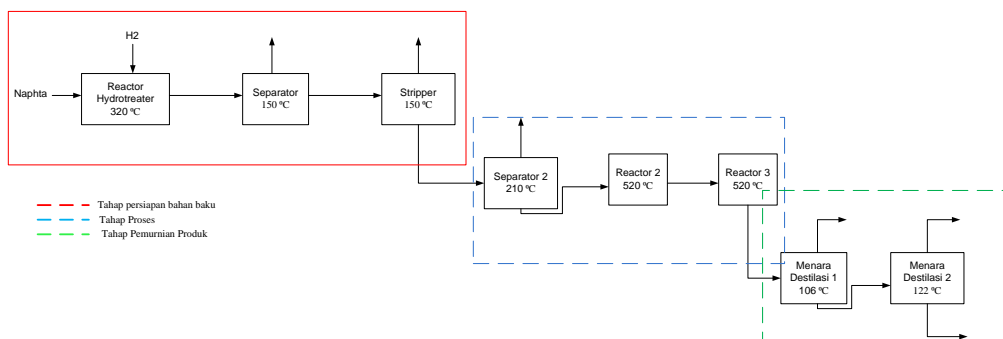 H2
Naphta
Reactor
Hydrotreater
320 ºC
Separator
150 ºC
Stripper
150 ºC
Separator 2
210 ºC
Reactor 2
520 ºC
Reactor 3
520 ºC
Tahap persiapan bahan baku
Tahap Proses
Tahap Pemurnian Produk
Menara
Destilasi 1
106 ºC
Menara
Destilasi 2
122 ºC